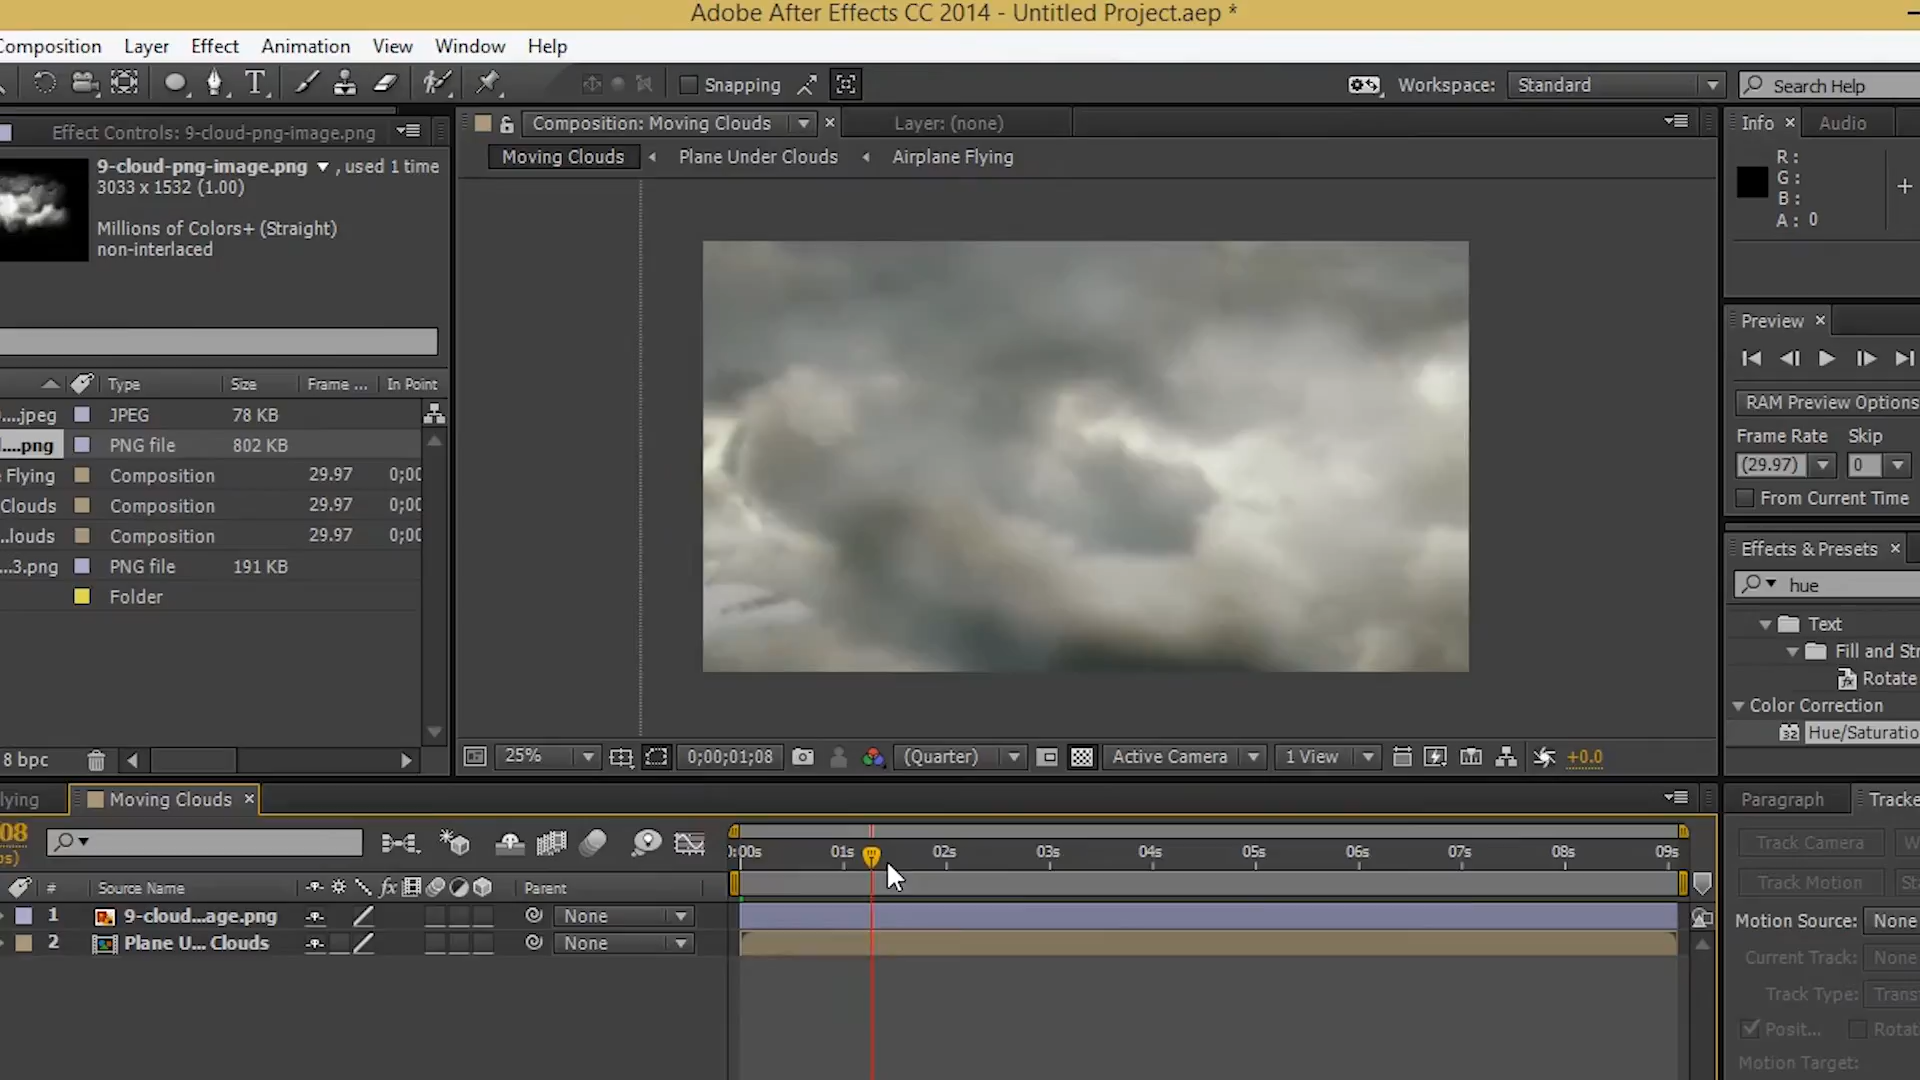 Adobe After Effects CC 2014 - Untitled Project.aep *
Composition Layer Effect Animation View Window Help
T Snapping Workspace: Standard Search Help
Effect Controls: 9-cloud-png-image.png
9-cloud-png-image.png , used 1 time
3033 x 1532 (1.00)
Millions of Colors+ (Straight)
non-interlaced
Type Size Frame ... In Point
....jpeg JPEG 78 KB
....png PNG file 802 KB
Flying Composition 29.97 0;00
Clouds Composition 29.97 0;00
...louds Composition 29.97 0;00
...3.png PNG file 191 KB
Folder
8 bpc
Composition: Moving Clouds × Layer: (none)
Moving Clouds Plane Under Clouds Airplane Flying
25% 0;00;01;08 (Quarter) Active Camera 1 View +0.0
Info × Audio
R :
G :
B :
A : 0
+
Preview ×
RAM Preview Options
Frame Rate Skip
(29.97) 0
From Current Time
Effects & Presets ×
hue
Text
Fill and Str
Rotate
Color Correction
32 Hue/Saturatio
lying Moving Clouds ×
08
s)
# Source Name fx Parent
1 9-cloud...age.png None
2 Plane U... Clouds None
0:00s 01s 02s 03s 04s 05s 06s 07s 08s 09s
Paragraph Tracke
Track Camera W
Track Motion St
Motion Source: None
Current Track: None
Track Type: Trans
Posit... Rotat
Motion Target: